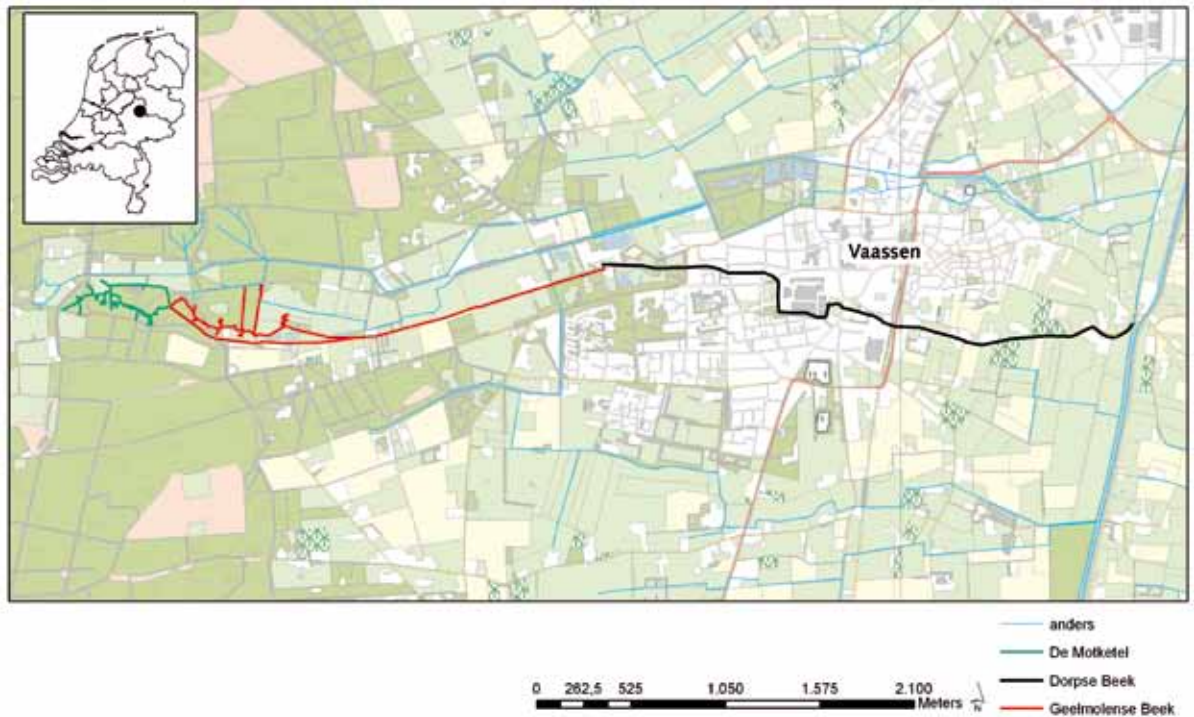 Vaassen
anders
De Motketel
Dorpse Beek
Geelmolense Beek
0 262,5 525 1.050 1.575 2.100
Meters
N